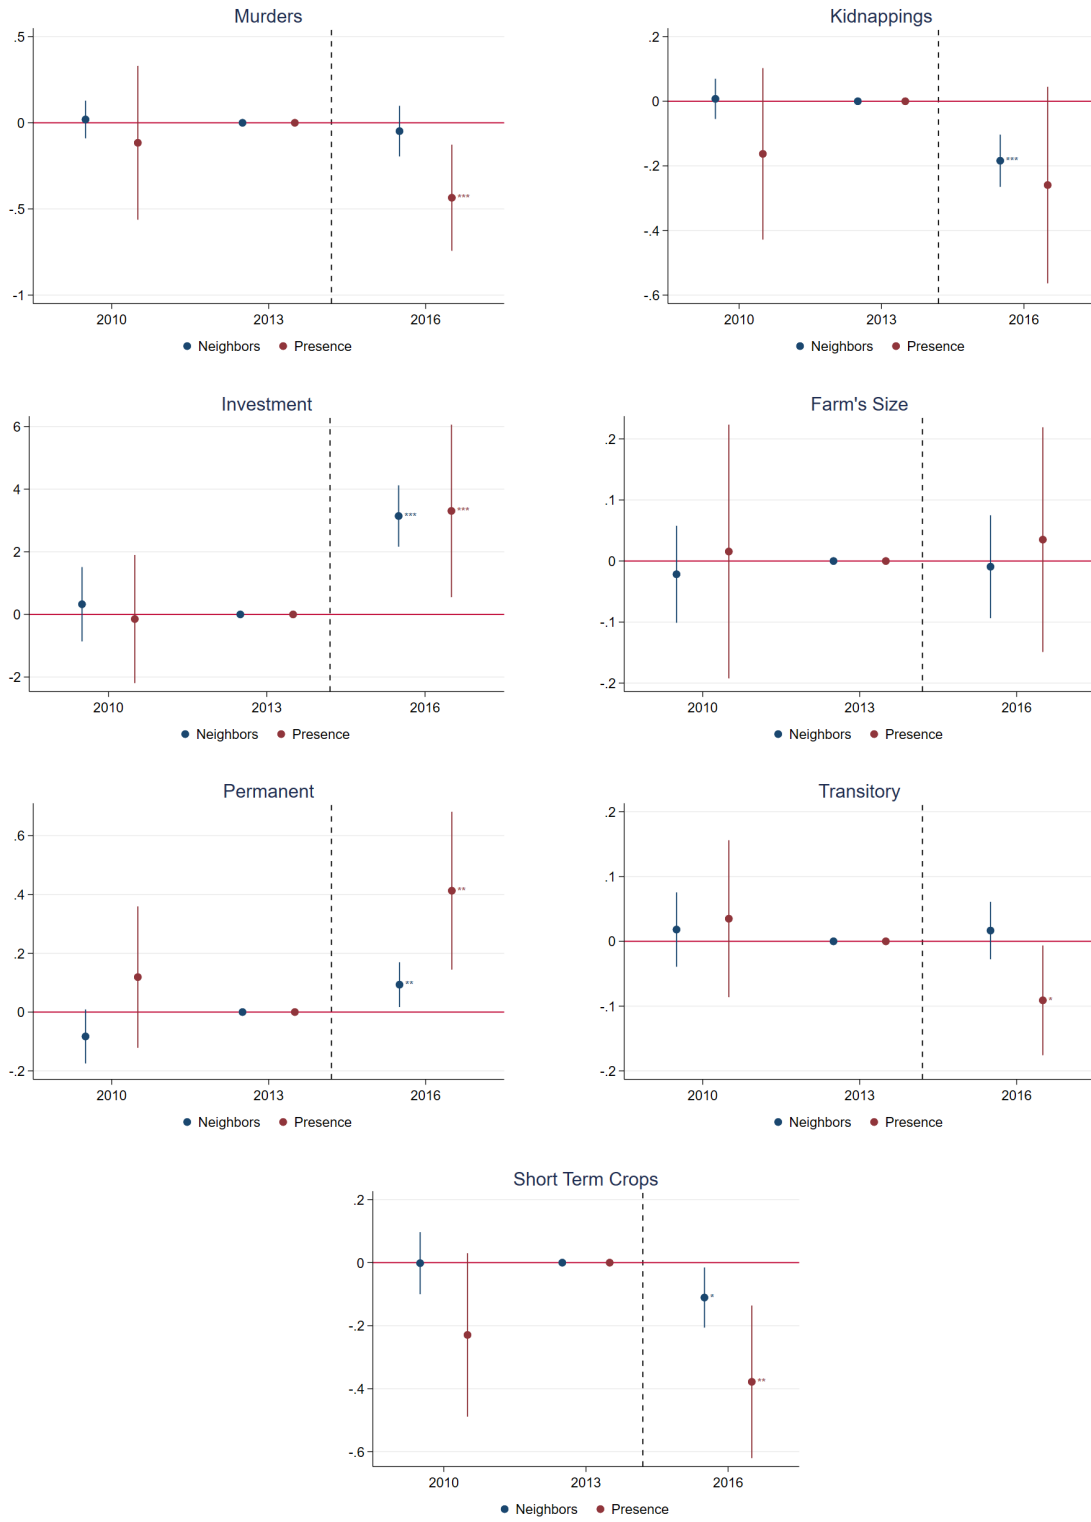 Murders
.5
0
-.5
-1
***
2010 2013 2016
Neighbors Presence
Kidnappings
.2
0
-.2
-.4
-.6
***
2010 2013 2016
Neighbors Presence
Investment
6
4
2
0
-2
*** ***
2010 2013 2016
Neighbors Presence
Farm's Size
.2
.1
0
-.1
-.2
2010 2013 2016
Neighbors Presence
Permanent
.6
.4
.2
0
-.2
**
**
2010 2013 2016
Neighbors Presence
Transitory
.2
.1
0
-.1
-.2
*
2010 2013 2016
Neighbors Presence
Short Term Crops
.2
0
-.2
-.4
-.6
*
**
2010 2013 2016
Neighbors Presence